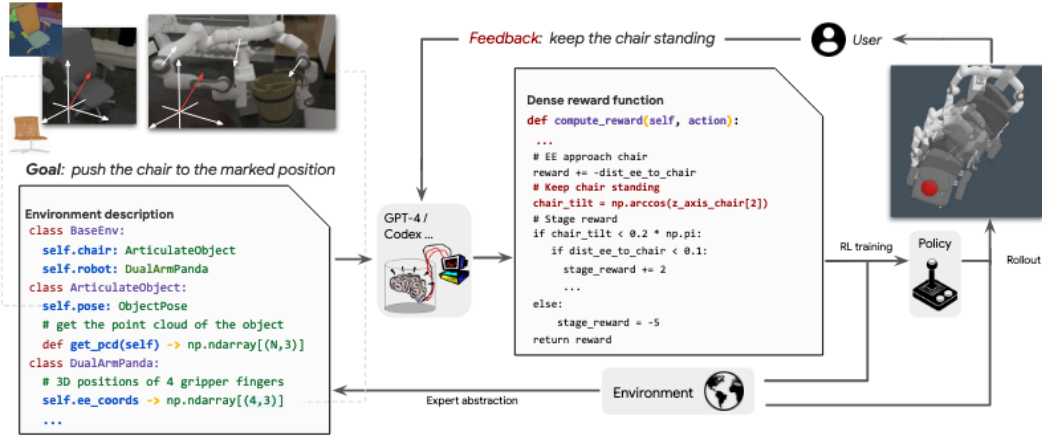 Feedback: keep the chair standing
User
Goal: push the chair to the marked position
Environment description
class BaseEnv:
self.chair: ArticulateObject
self.robot: DualArmPanda
class ArticulateObject:
self.pose: ObjectPose
# get the point cloud of the object
def get_pcd(self) -> np.ndarray[(N,3)]
class DualArmPanda:
# 3D positions of 4 gripper fingers
self.ee_coords -> np.ndarray[(4,3)]
...
GPT-4 /
Codex ...
Dense reward function
def compute_reward(self, action):
...
# EE approach chair
reward += -dist_ee_to_chair
# Keep chair standing
chair_tilt = np.arccos(z_axis_chair[2])
# Stage reward
if chair_tilt < 0.2 * np.pi:
if dist_ee_to_chair < 0.1:
stage_reward += 2
...
else:
stage_reward = -5
return reward
RL training
Policy
Rollout
Expert abstraction
Environment